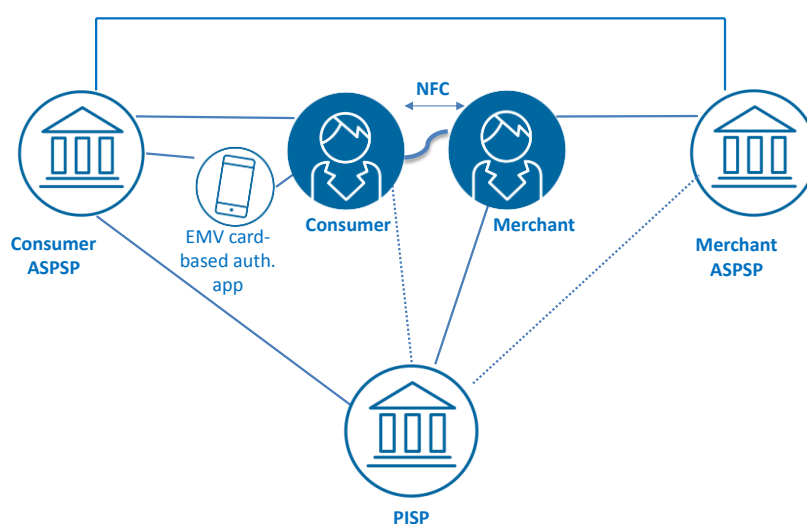 NFC
Consumer
Merchant
EMV card-
based auth.
app
Consumer
ASPSP
Merchant
ASPSP
PISP